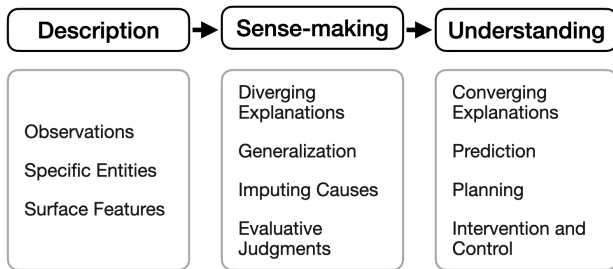 Description
Sense-making
Understanding
Observations
Specific Entities
Surface Features
Diverging
Explanations
Generalization
Imputing Causes
Evaluative
Judgments
Converging
Explanations
Prediction
Planning
Intervention and
Control